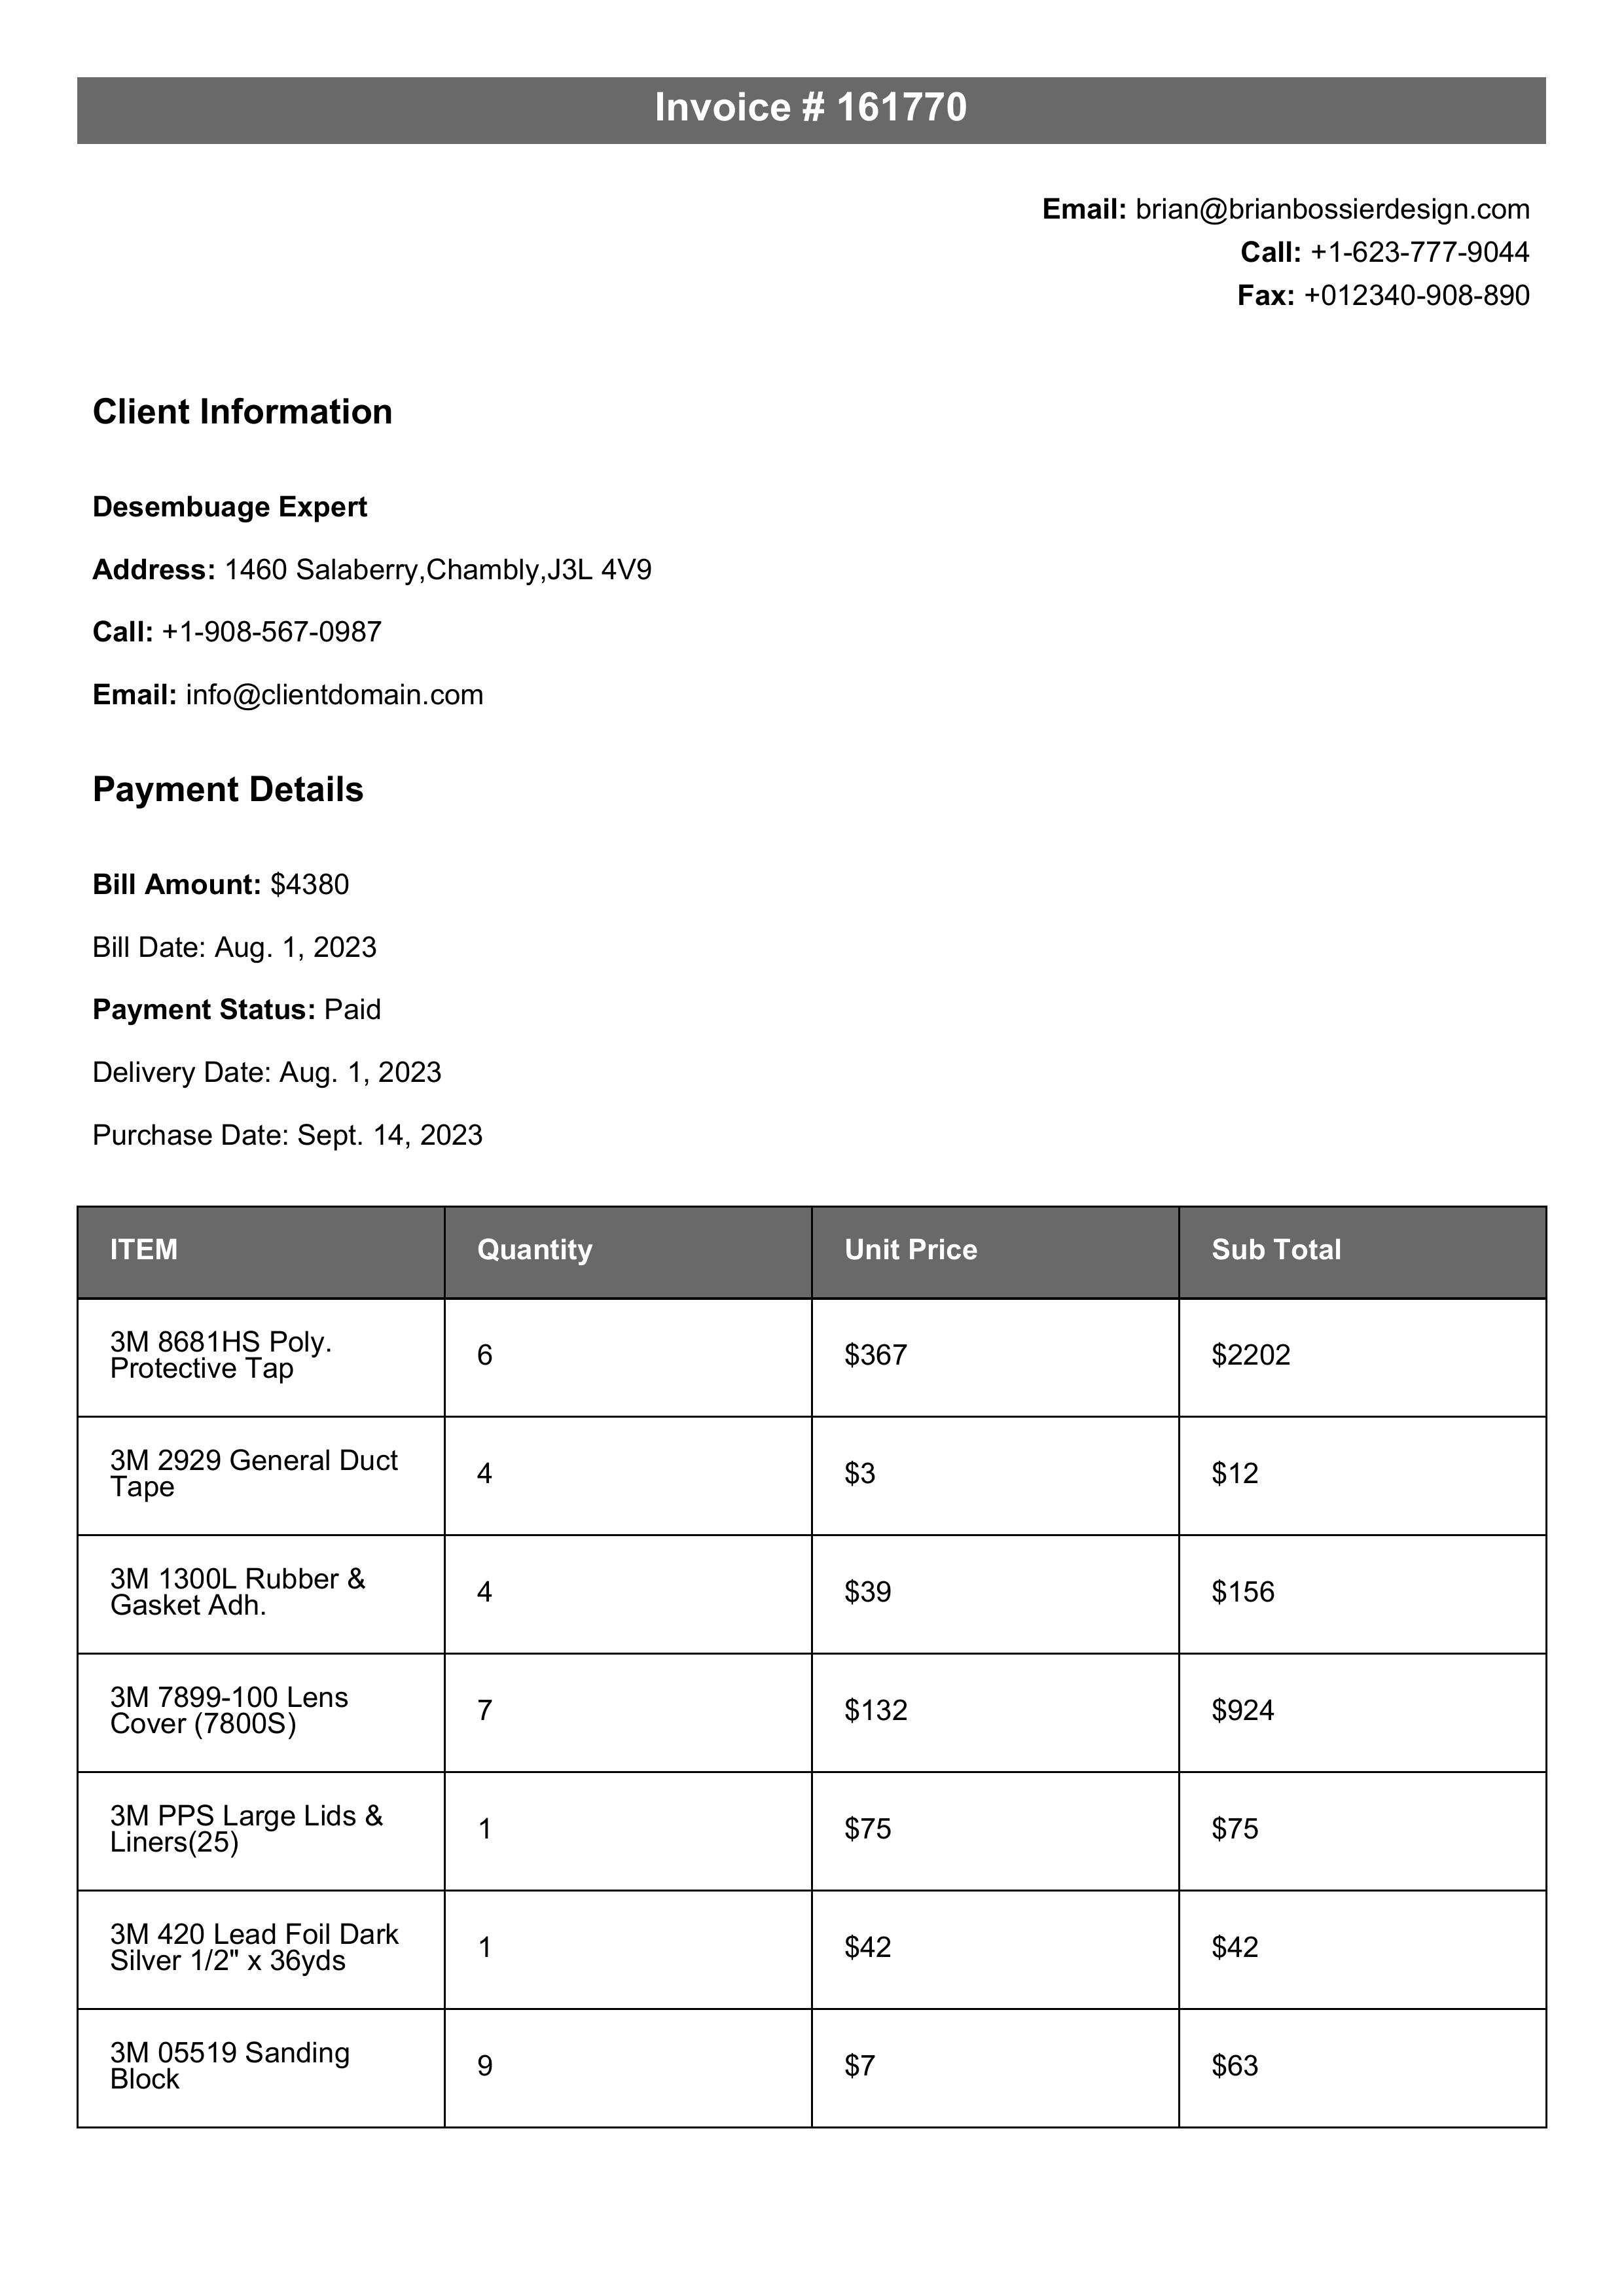 Invoice # 161770
Email: brian@brianbossierdesign.com
Call: +1-623-777-9044
Fax: +012340-908-890
Client Information
Desembuage Expert
Address: 1460 Salaberry,Chambly,J3L 4V9
Call: +1-908-567-0987
Email: info@clientdomain.com
Payment Details
Bill Amount: $4380
Bill Date: Aug. 1, 2023
Payment Status: Paid
Delivery Date: Aug. 1, 2023
Purchase Date: Sept. 14, 2023
ITEM Quantity Unit Price Sub Total
3M 8681HS Poly.
Protective Tap 6 $367 $2202
3M 2929 General Duct
Tape 4 $3 $12
3M 1300L Rubber &
Gasket Adh. 4 $39 $156
3M 7899-100 Lens
Cover (7800S) 7 $132 $924
3M PPS Large Lids &
Liners(25) 1 $75 $75
3M 420 Lead Foil Dark
Silver 1/2" x 36yds 1 $42 $42
3M 05519 Sanding
Block 9 $7 $63